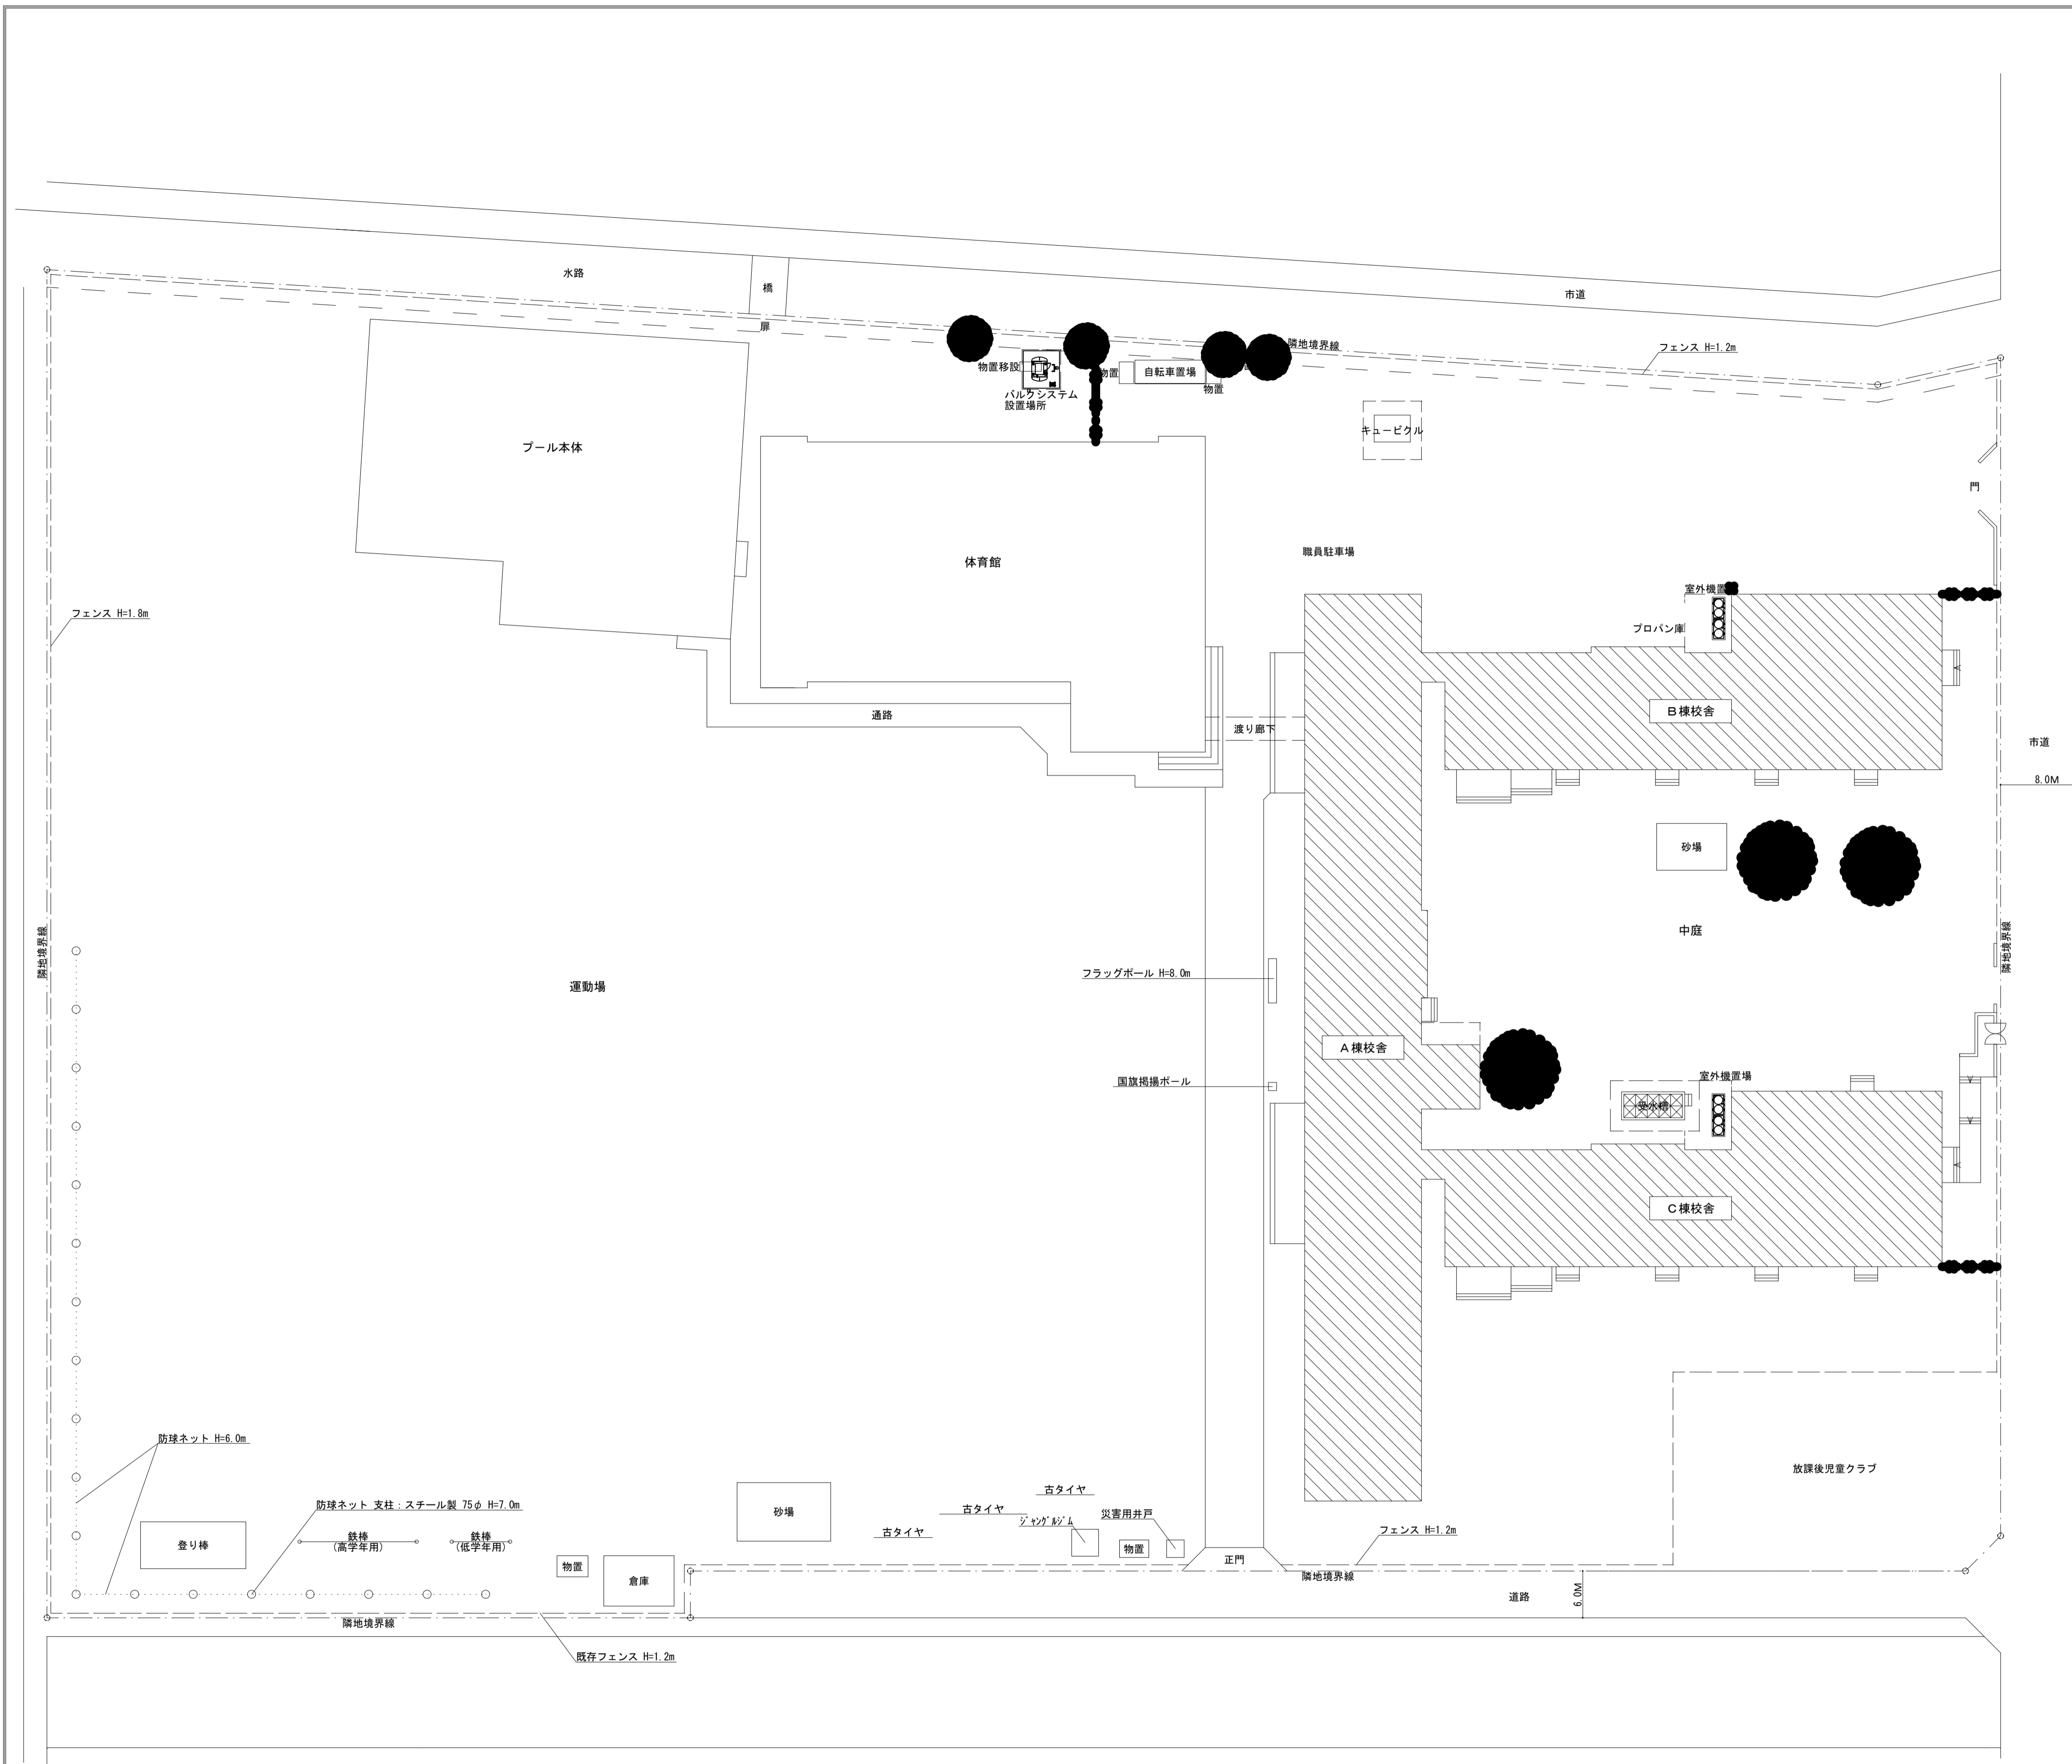 水路
橋
市道
扉
隣地境界線
フェンス H=1.2m
物置移設
物置
自転車置場
物置
バルクシステム
設置場所
キュービクル
プール本体
門
体育館
職員駐車場
室外機置
フェンス H=1.8m
プロパン庫
B棟校舎
通路
渡り廊下
市道
8.0M
砂場
中庭
隣地境界線
隣地境界線
フラッグポール H=8.0m
運動場
A棟校舎
国旗掲揚ポール
室外機置場
受水槽
C棟校舎
防球ネット H=6.0m
放課後児童クラブ
防球ネット 支柱：スチール製 75φ H=7.0m
砂場
古タイヤ
古タイヤ
古タイヤ
ジャングルジム
災害用井戸
フェンス H=1.2m
登り棒
鉄棒
(高学年用)
鉄棒
(低学年用)
物置
物置
倉庫
正門
隣地境界線
道路
6.0M
隣地境界線
既存フェンス H=1.2m